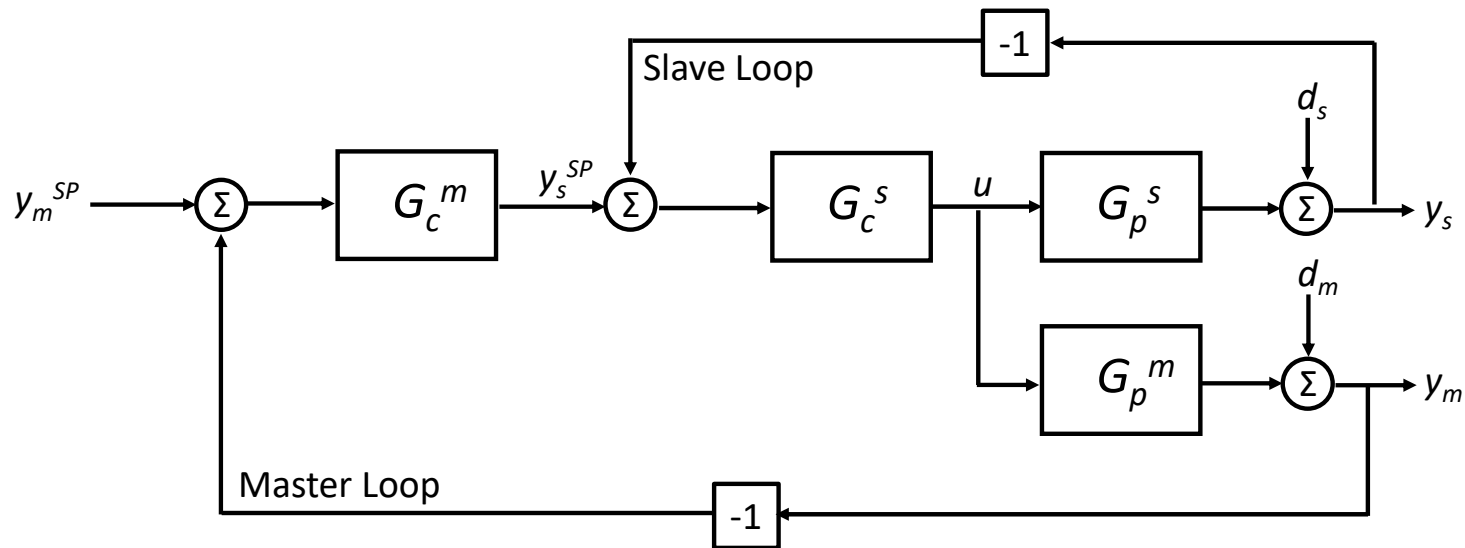 -1
Slave Loop
d_s
y_m^SP
Σ
G_c^m
y_s^SP
Σ
G_c^s
u
G_p^s
Σ
y_s
d_m
G_p^m
Σ
y_m
Master Loop
-1